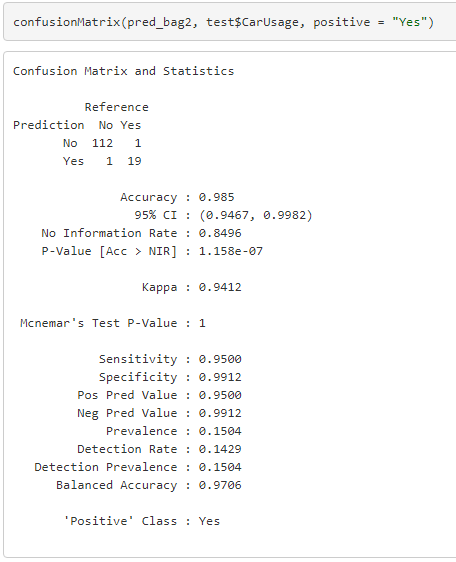 confusionMatrix(pred_bag2, test$CarUsage, positive = "Yes")
Confusion Matrix and Statistics
Reference
Prediction No Yes
No 112 1
Yes 1 19
Accuracy : 0.985
95% CI : (0.9467, 0.9982)
No Information Rate : 0.8496
P-Value [Acc > NIR] : 1.158e-07
Kappa : 0.9412
Mcnemar's Test P-Value : 1
Sensitivity : 0.9500
Specificity : 0.9912
Pos Pred Value : 0.9500
Neg Pred Value : 0.9912
Prevalence : 0.1504
Detection Rate : 0.1429
Detection Prevalence : 0.1504
Balanced Accuracy : 0.9706
'Positive' Class : Yes